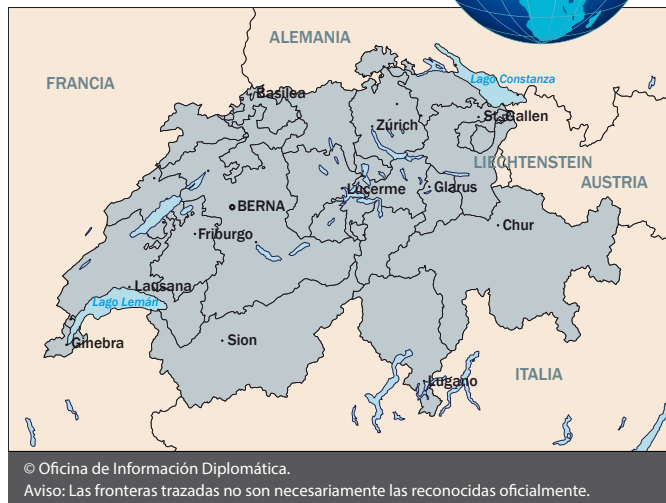 ALEMANIA
FRANCIA
Lago Constanza
Basilea
St. Gallen
Zúrich
LIECHTENSTEIN
AUSTRIA
Lucerme
Glarus
BERNA
Chur
Friburgo
Lausana
Lago Lemán
Ginebra
Sion
Lugano
ITALIA
© Oficina de Información Diplomática.
Aviso: Las fronteras trazadas no son necesariamente las reconocidas oficialmente.